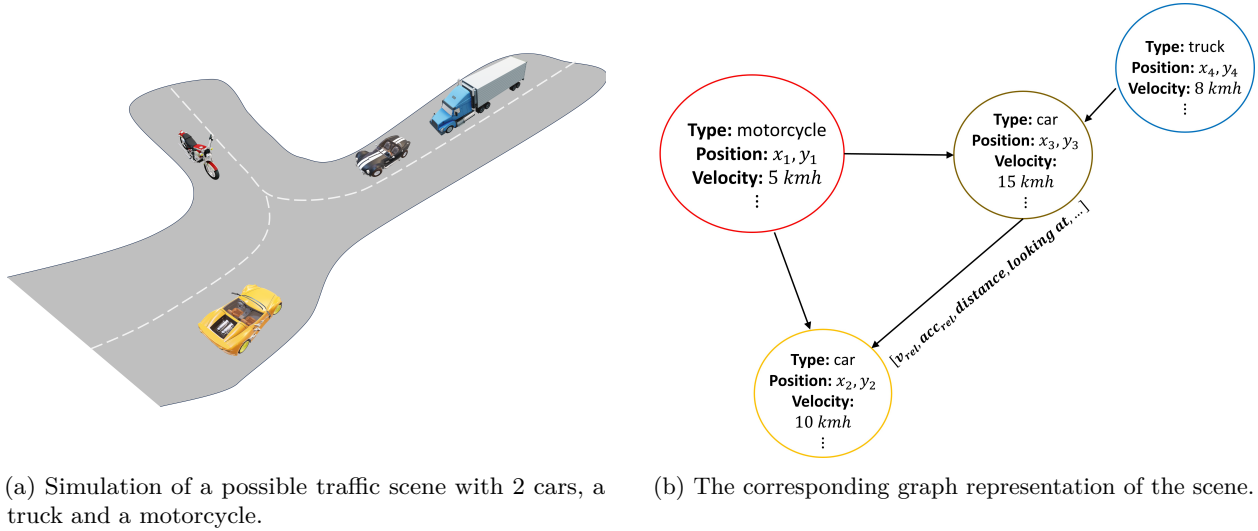 Type: truck
Position: x₄, y₄
Velocity: 8 kmh
⋮
Type: motorcycle
Position: x₁, y₁
Velocity: 5 kmh
⋮
Type: car
Position: x₃, y₃
Velocity:
15 kmh
⋮
[v_rel, acc_rel, distance, looking at, ...]
Type: car
Position: x₂, y₂
Velocity:
10 kmh
⋮
(a) Simulation of a possible traffic scene with 2 cars, a
truck and a motorcycle.
(b) The corresponding graph representation of the scene.